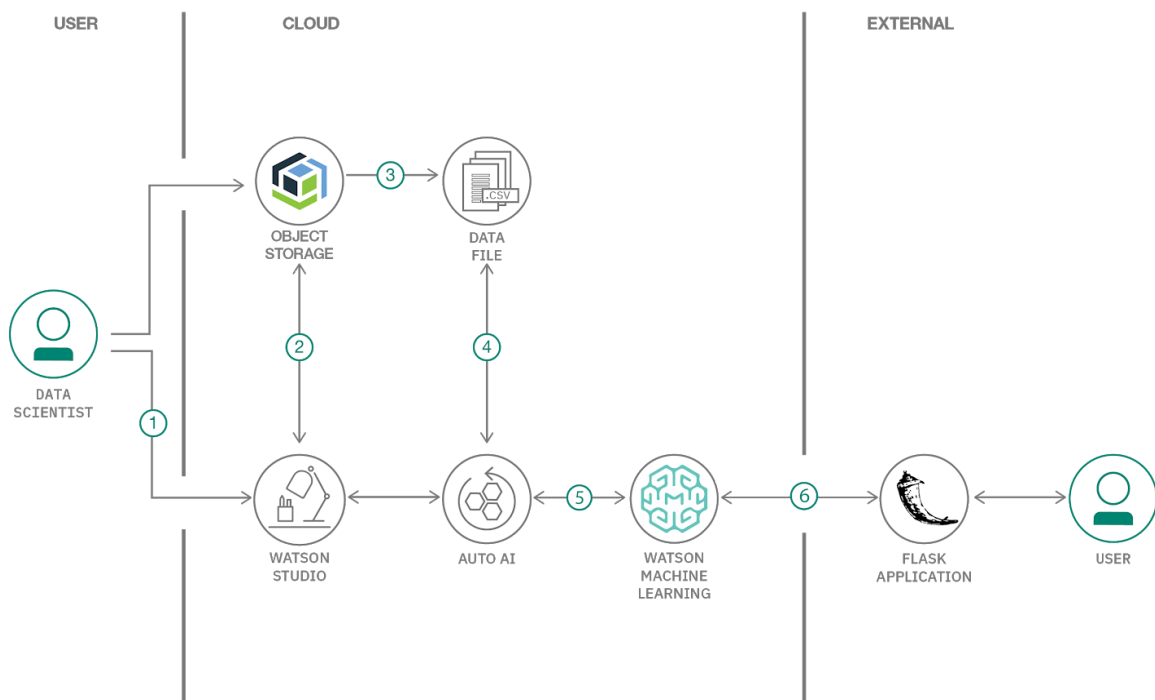 USER
CLOUD
EXTERNAL
3
.CSV
OBJECT
STORAGE
DATA
FILE
2
4
DATA
SCIENTIST
1
5
6
WATSON
STUDIO
AUTO AI
WATSON
MACHINE
LEARNING
FLASK
APPLICATION
USER